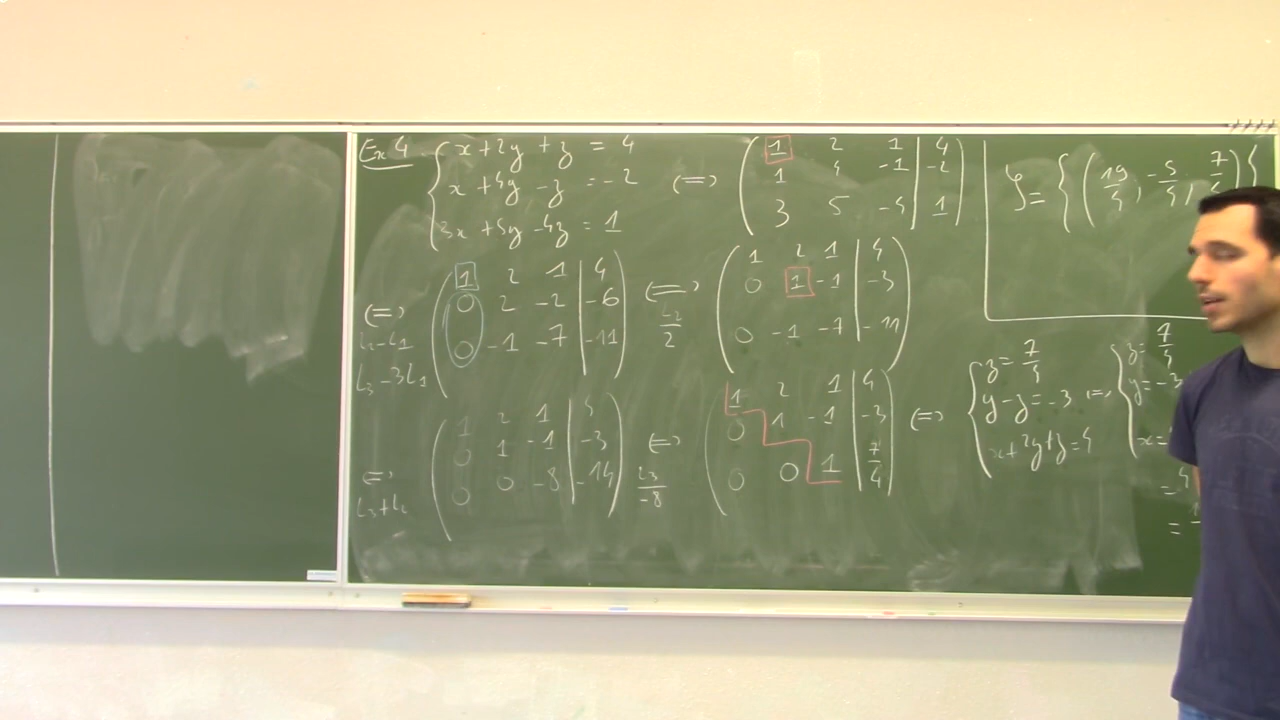 Ex 4
x + 2y + z = 4
x + 4y - z = -2
3x + 5y - 4z = 1
(=)
1 2 1 | 4
1 4 -1 | -2
3 5 -4 | 1
(=)
L2 - L1
L3 - 3L1
1 2 1 | 4
0 2 -2 | -6
0 -1 -7 | -11
(=)
L2/2
1 2 1 | 4
0 1 -1 | -3
0 -1 -7 | -11
(=)
L3 + L2
1 2 1 | 4
0 1 -1 | -3
0 0 -8 | -14
(=)
L3/-8
1 2 1 | 4
0 1 -1 | -3
0 0 1 | 7/4
(=)
z = 7/4
y - z = -3
x + 2y + z = 4
(=)
z = 7/4
y = -3
x =
= 4
=
S = {(19/4, -5/4, 7/4)}